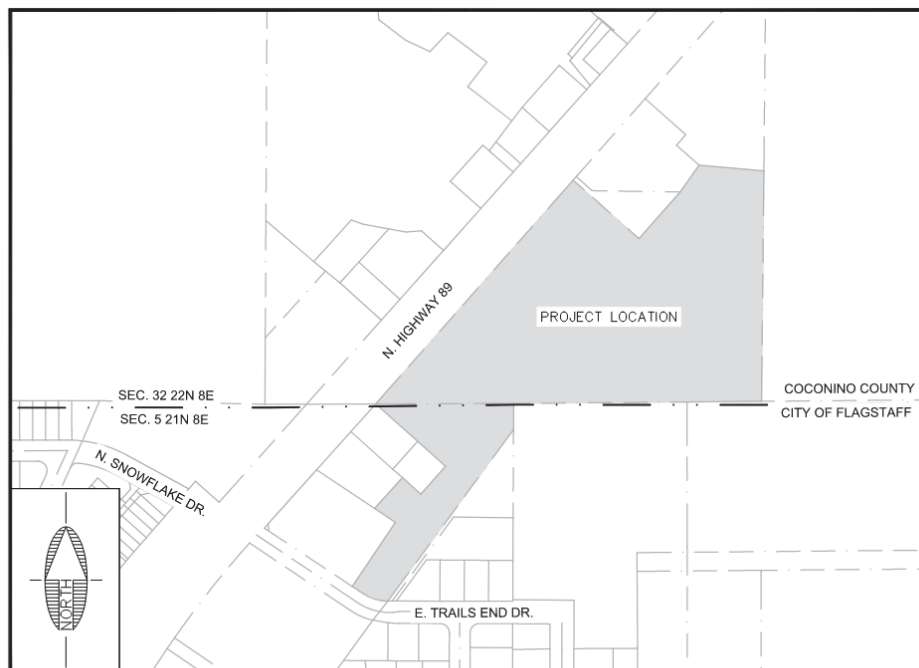 PROJECT LOCATION
N. HIGHWAY 89
SEC. 32 22N 8E
SEC. 5 21N 8E
COCONINO COUNTY
CITY OF FLAGSTAFF
N. SNOWFLAKE DR.
NORTH
E. TRAILS END DR.